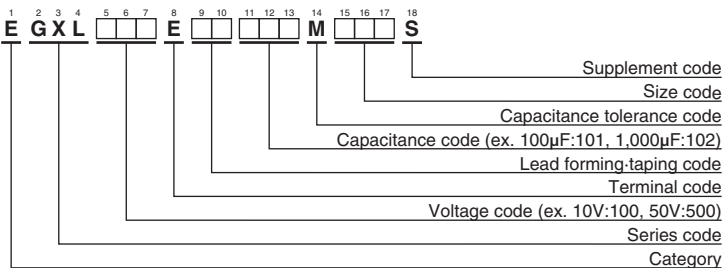 1 2 3 4 5 6 7 8 9 10 11 12 13 14 15 16 17 18
E G X L □□□ E □□ □□□ M □□□ S
Supplement code
Size code
Capacitance tolerance code
Capacitance code (ex. 100µF:101, 1,000µF:102)
Lead forming·taping code
Terminal code
Voltage code (ex. 10V:100, 50V:500)
Series code
Category